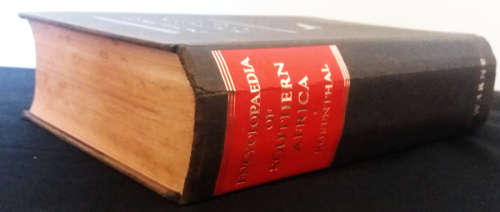 ENCYCLOPAEDIA
OF
SOUTHERN
AFRICA
ROSENTHAL
WARNE